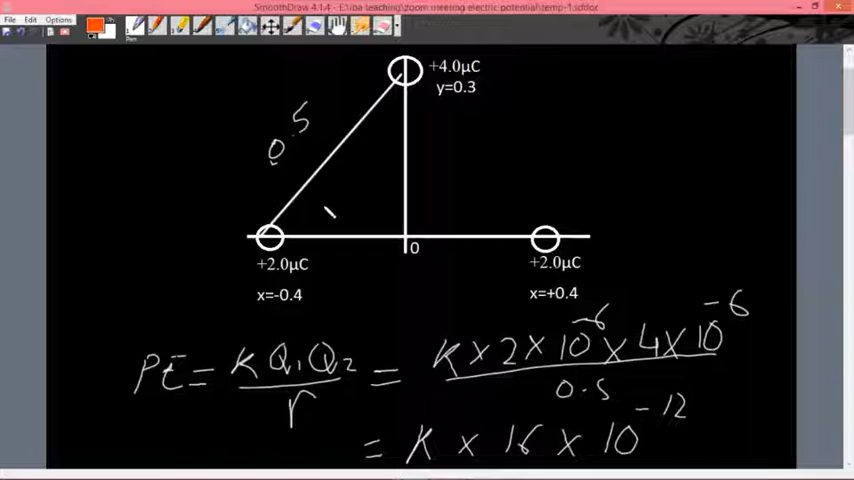 SmoothDraw 4.1.4 - E:\oa teaching\zoom meeting electric potential\temp-1.sddoc
File Edit Options
+4.0μC
y=0.3
0.5
0
+2.0μC +2.0μC
x=-0.4 x=+0.4
PE = KQ₁Q₂/r = K×2×10⁻⁶×4×10⁻⁶/0.5
= K × 16 × 10⁻¹²